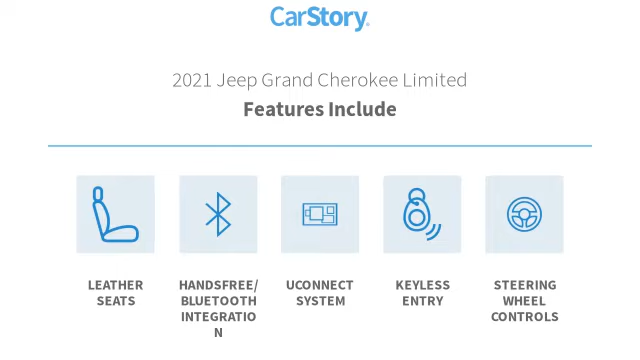 CarStory®
2021 Jeep Grand Cherokee Limited
Features Include
LEATHER
SEATS
HANDSFREE/
BLUETOOTH
INTEGRATIO
N
UCONNECT
SYSTEM
KEYLESS
ENTRY
STEERING
WHEEL
CONTROLS